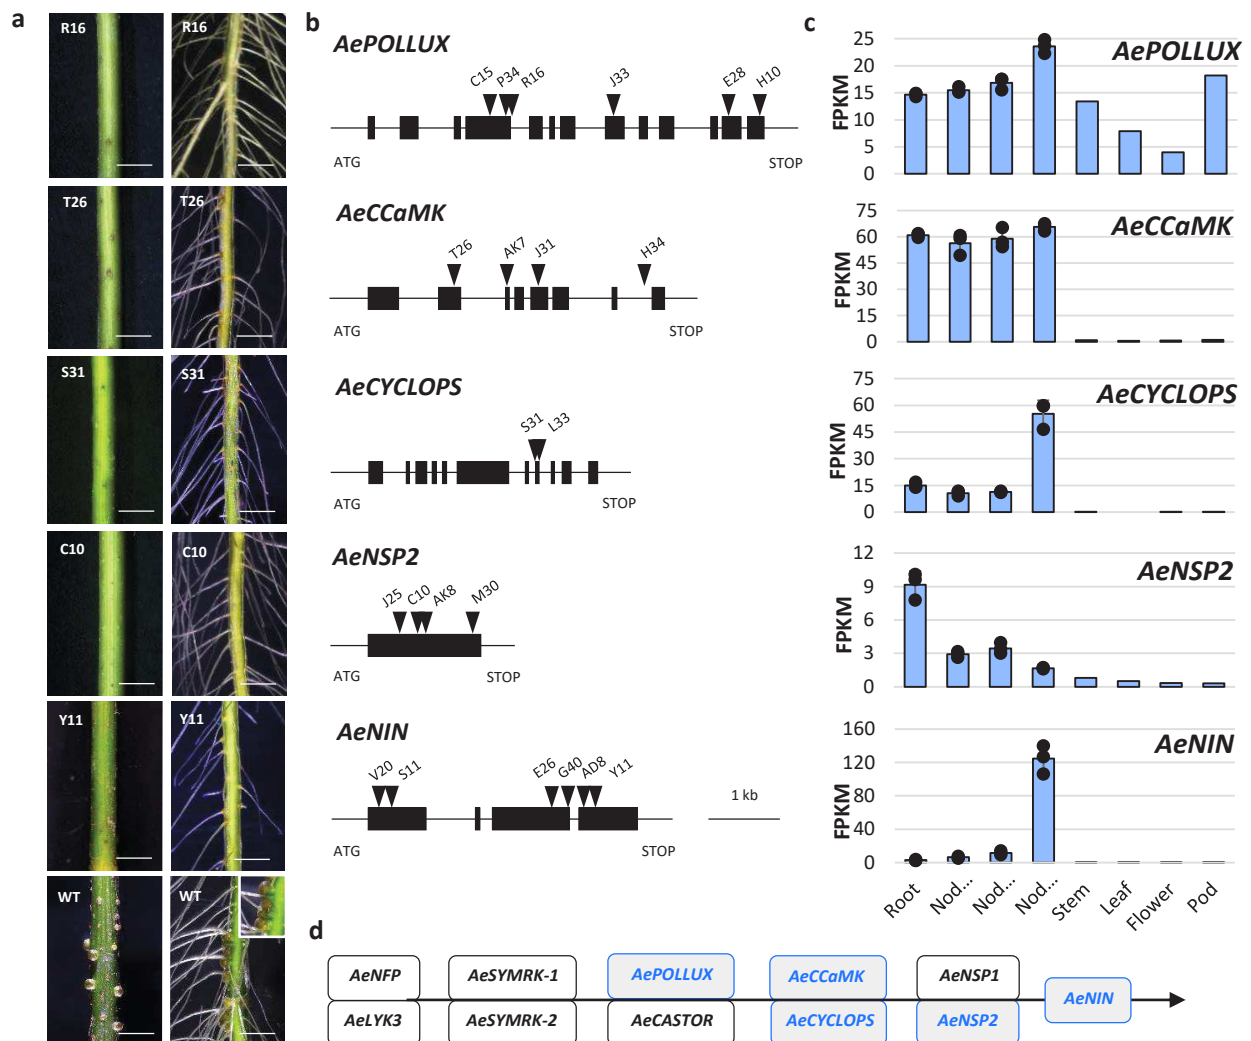 a
R16
R16
T26
T26
S31
S31
C10
C10
Y11
Y11
WT
WT
b
AePOLLUX
C15 P34 R16 J33 E28 H10
ATG STOP
AeCCaMK
T26 AK7 J31 H34
ATG STOP
AeCYCLOPS
S31 L33
ATG STOP
AeNSP2
J25 C10 AK8 M30
ATG STOP
AeNIN
V20 S11 E26 G40 AD8 Y11
1 kb
ATG STOP
c
AePOLLUX
FPKM
25
20
15
10
5
0
AeCCaMK
FPKM
75
60
45
30
15
0
AeCYCLOPS
FPKM
60
45
30
15
0
AeNSP2
FPKM
12
9
6
3
0
AeNIN
FPKM
160
120
80
40
0
Root Nod... Nod... Nod... Stem Leaf Flower Pod
d
AeNFP AeSYMRK-1 AePOLLUX AeCCaMK AeNSP1
AeNIN
AeLYK3 AeSYMRK-2 AeCASTOR AeCYCLOPS AeNSP2